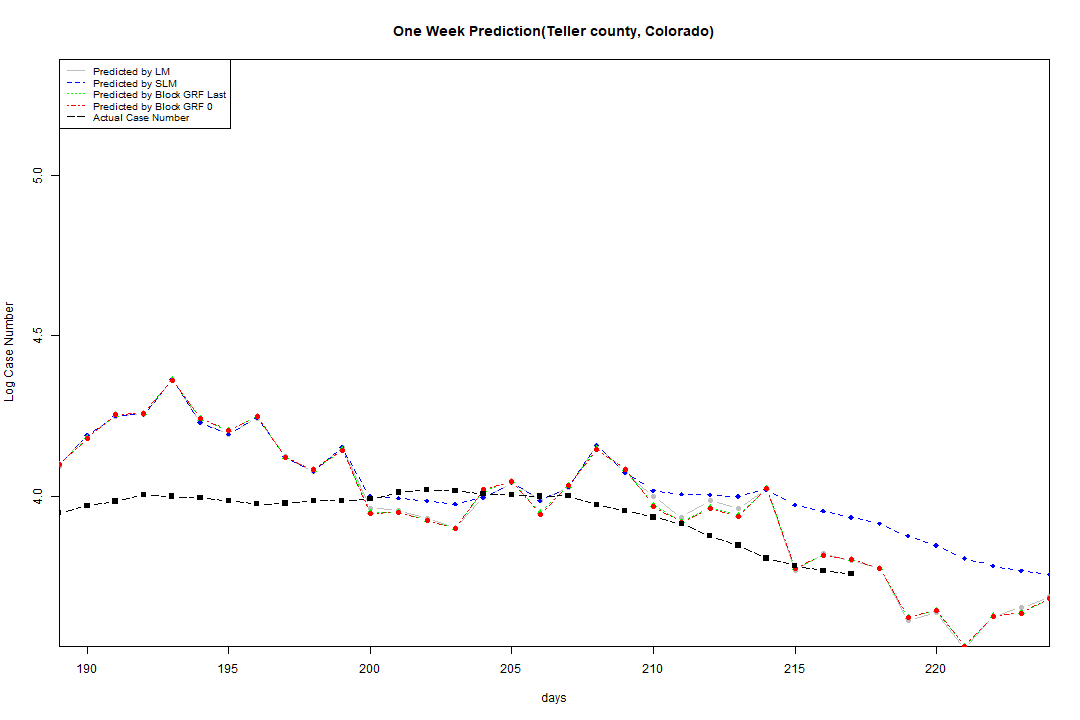 One Week Prediction(Teller county, Colorado)
Predicted by LM
Predicted by SLM
Predicted by Block GRF Last
Predicted by Block GRF 0
Actual Case Number
5.0
4.5
4.0
Log Case Number
190 195 200 205 210 215 220
days